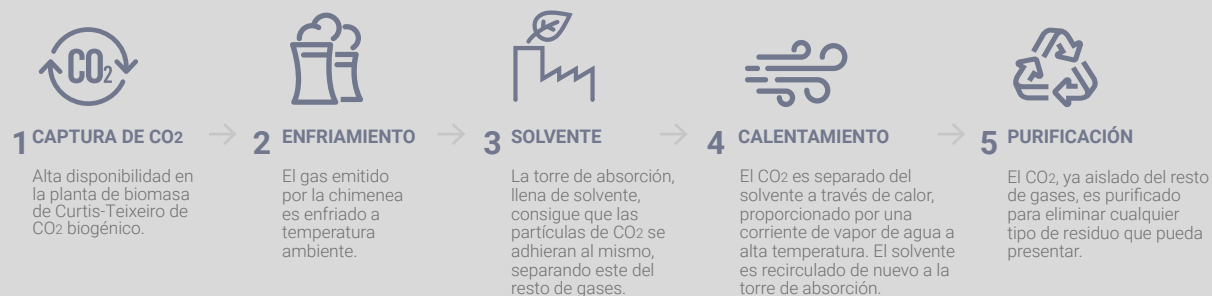 CO2
1 CAPTURA DE CO2
Alta disponibilidad en
la planta de biomasa
de Curtis-Teixeiro de
CO2 biogénico.
2 ENFRIAMIENTO
El gas emitido
por la chimenea
es enfriado a
temperatura
ambiente.
3 SOLVENTE
La torre de absorción,
llena de solvente,
consigue que las
partículas de CO2 se
adhieran al mismo,
separando este del
resto de gases.
4 CALENTAMIENTO
El CO2 es separado del
solvente a través de calor,
proporcionado por una
corriente de vapor de agua a
alta temperatura. El solvente
es recirculado de nuevo a la
torre de absorción.
5 PURIFICACIÓN
El CO2, ya aislado del resto
de gases, es purificado
para eliminar cualquier
tipo de residuo que pueda
presentar.